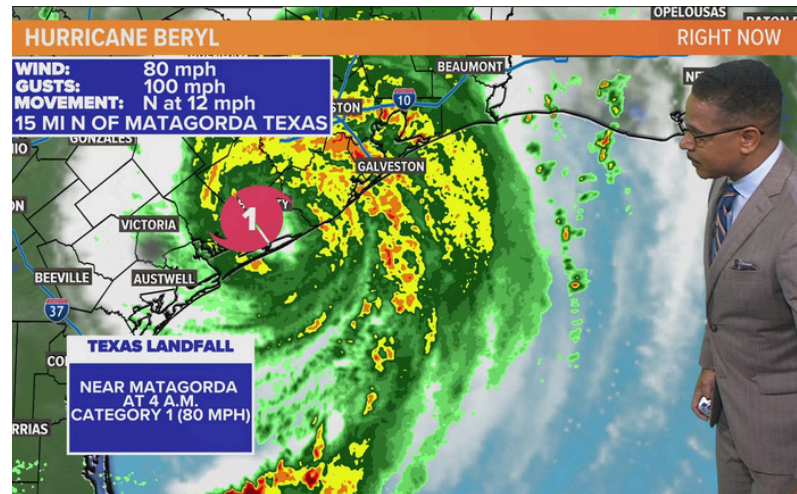 OPELOUSAS
HURRICANE BERYL
RIGHT NOW
WIND: 80 mph
GUSTS: 100 mph
MOVEMENT: N at 12 mph
15 MI N OF MATAGORDA TEXAS
BEAUMONT
10
GONZALES
GALVESTON
1
VICTORIA
BEEVILLE
AUSTWELL
37
TEXAS LANDFALL
NEAR MATAGORDA
AT 4 A.M.
CATEGORY 1 (80 MPH)